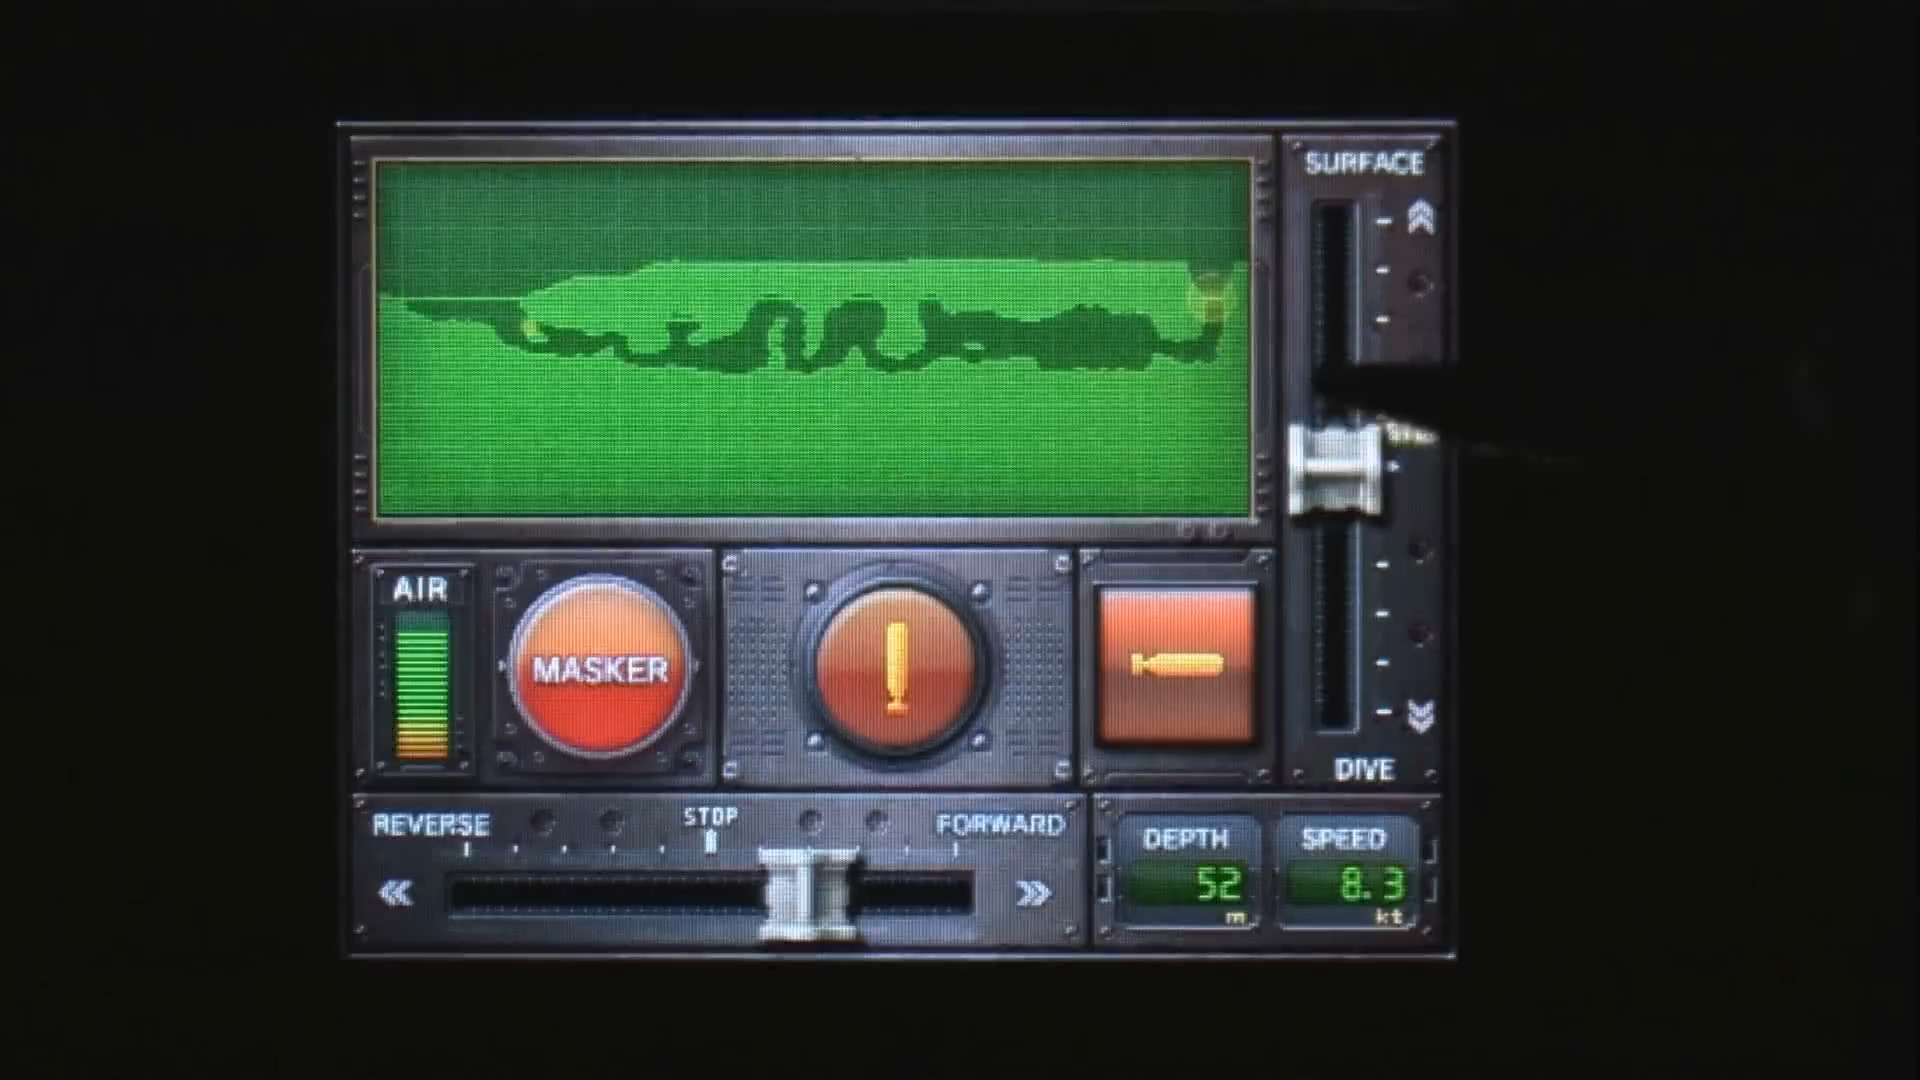 SURFACE
AIR
MASKER
DIVE
REVERSE
STOP
FORWARD
DEPTH
SPEED
52
8.3
m
kt